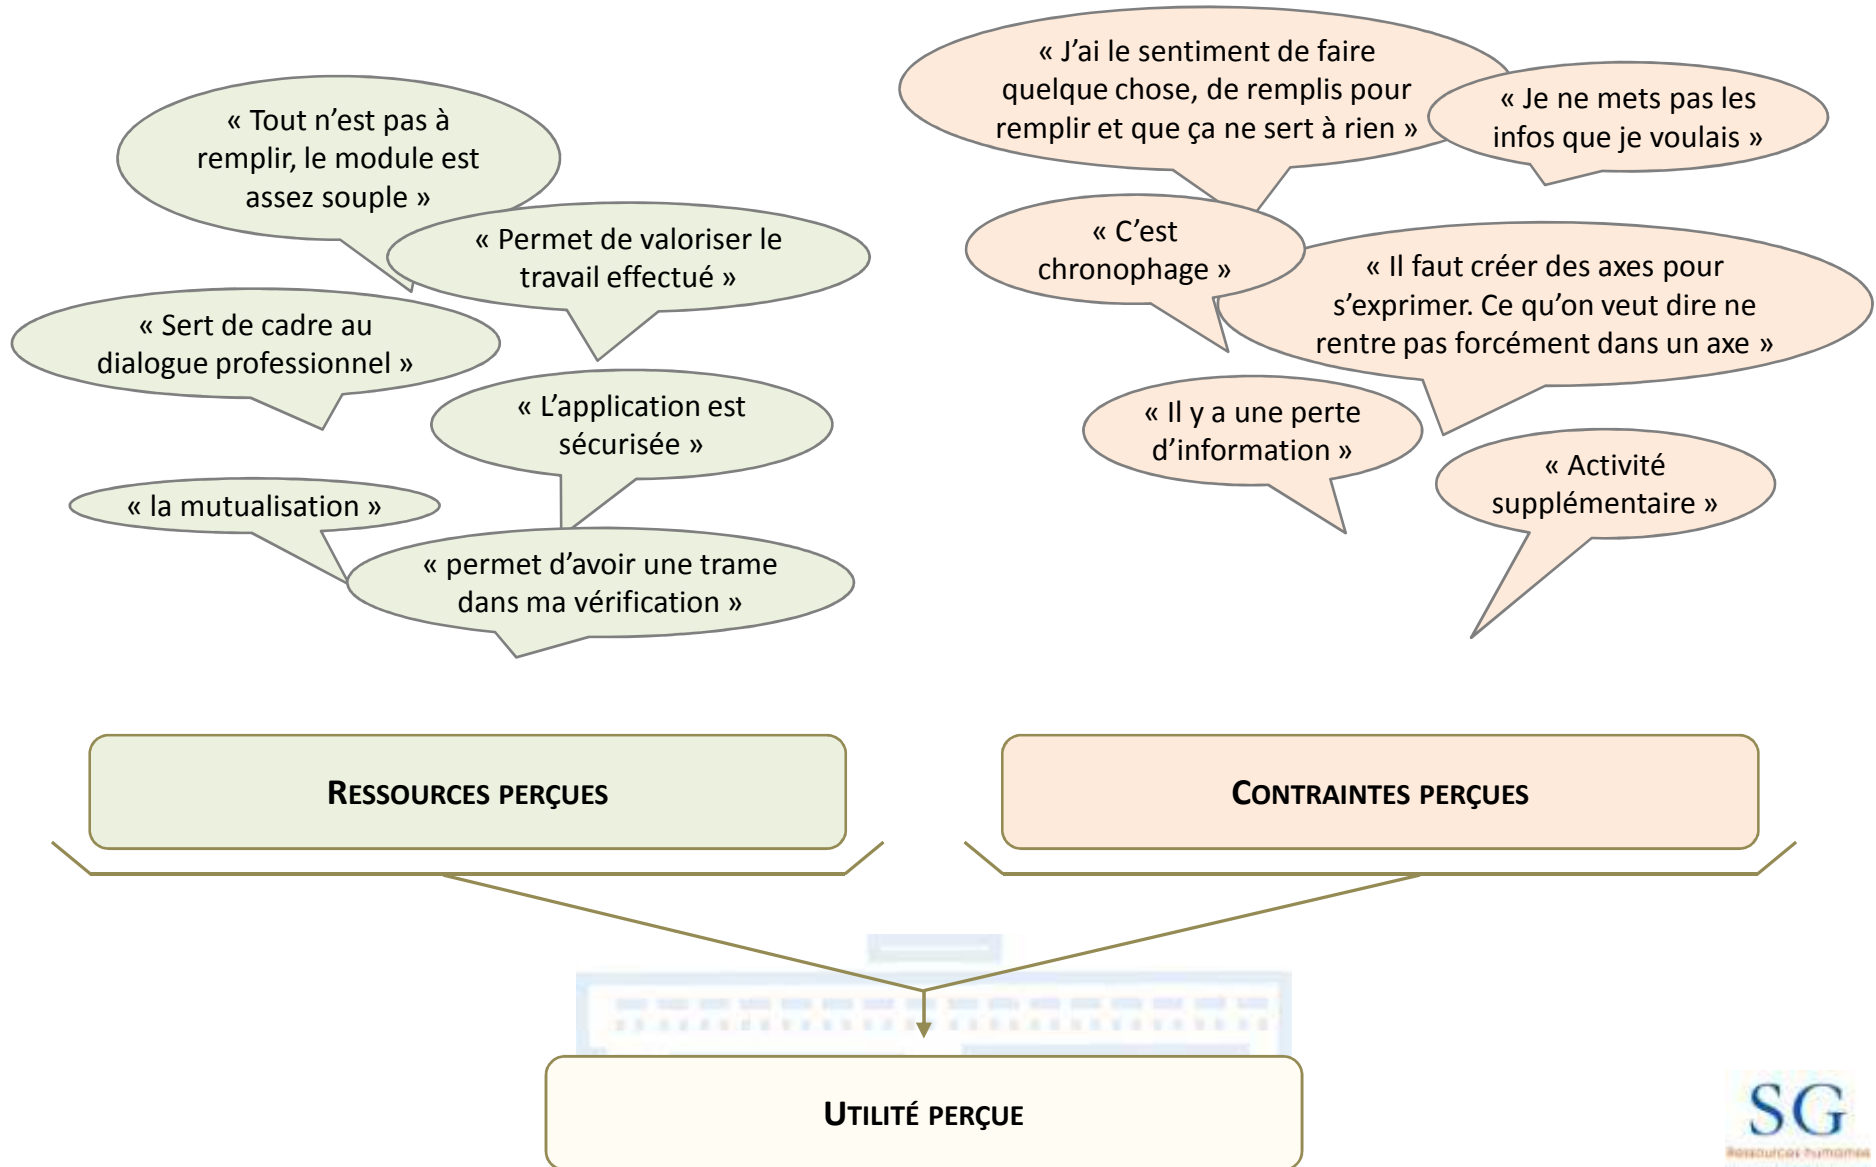 « Tout n'est pas à
remplir, le module est
assez souple »
« Permet de valoriser le
travail effectué »
« Sert de cadre au
dialogue professionnel »
« L'application est
sécurisée »
« la mutualisation »
« permet d'avoir une trame
dans ma vérification »
« J'ai le sentiment de faire
quelque chose, de remplis pour
remplir et que ça ne sert à rien »
« Je ne mets pas les
infos que je voulais »
« C'est
chronophage »
« Il faut créer des axes pour
s'exprimer. Ce qu'on veut dire ne
rentre pas forcément dans un axe »
« Il y a une perte
d'information »
« Activité
supplémentaire »
RESSOURCES PERÇUES
CONTRAINTES PERÇUES
UTILITÉ PERÇUE
SG
Ressources humaines